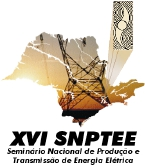 XVI SNPTEE
Seminário Nacional de Produção e
Transmissão de Energia Elétrica